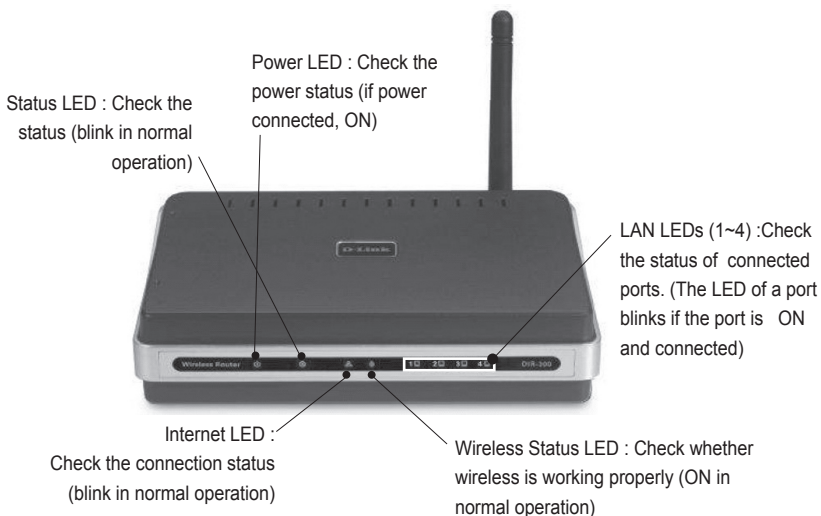 Power LED : Check the
power status (if power
connected, ON)
Status LED : Check the
status (blink in normal
operation)
LAN LEDs (1~4) :Check
the status of connected
ports. (The LED of a port
blinks if the port is ON
and connected)
D-Link
Wireless Router
1 2 3 4
DIR-300
Internet LED :
Check the connection status
(blink in normal operation)
Wireless Status LED : Check whether
wireless is working properly (ON in
normal operation)